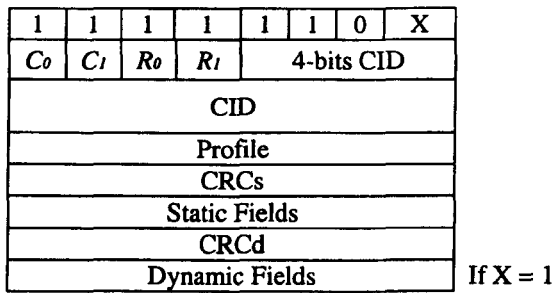 1 1 1 1 1 1 0 X
C0 C1 R0 R1 4-bits CID
CID
Profile
CRCs
Static Fields
CRCd
Dynamic Fields If X = 1